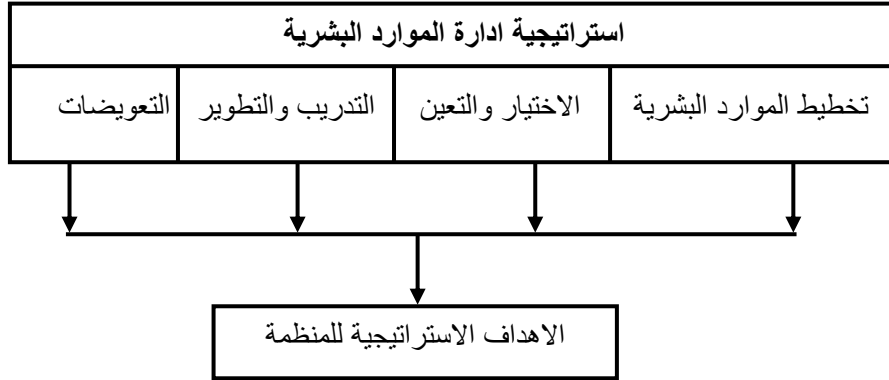 استراتيجية ادارة الموارد البشرية
تخطيط الموارد البشرية
الاختيار والتعين
التدريب والتطوير
التعويضات
الاهداف الاستراتيجية للمنظمة